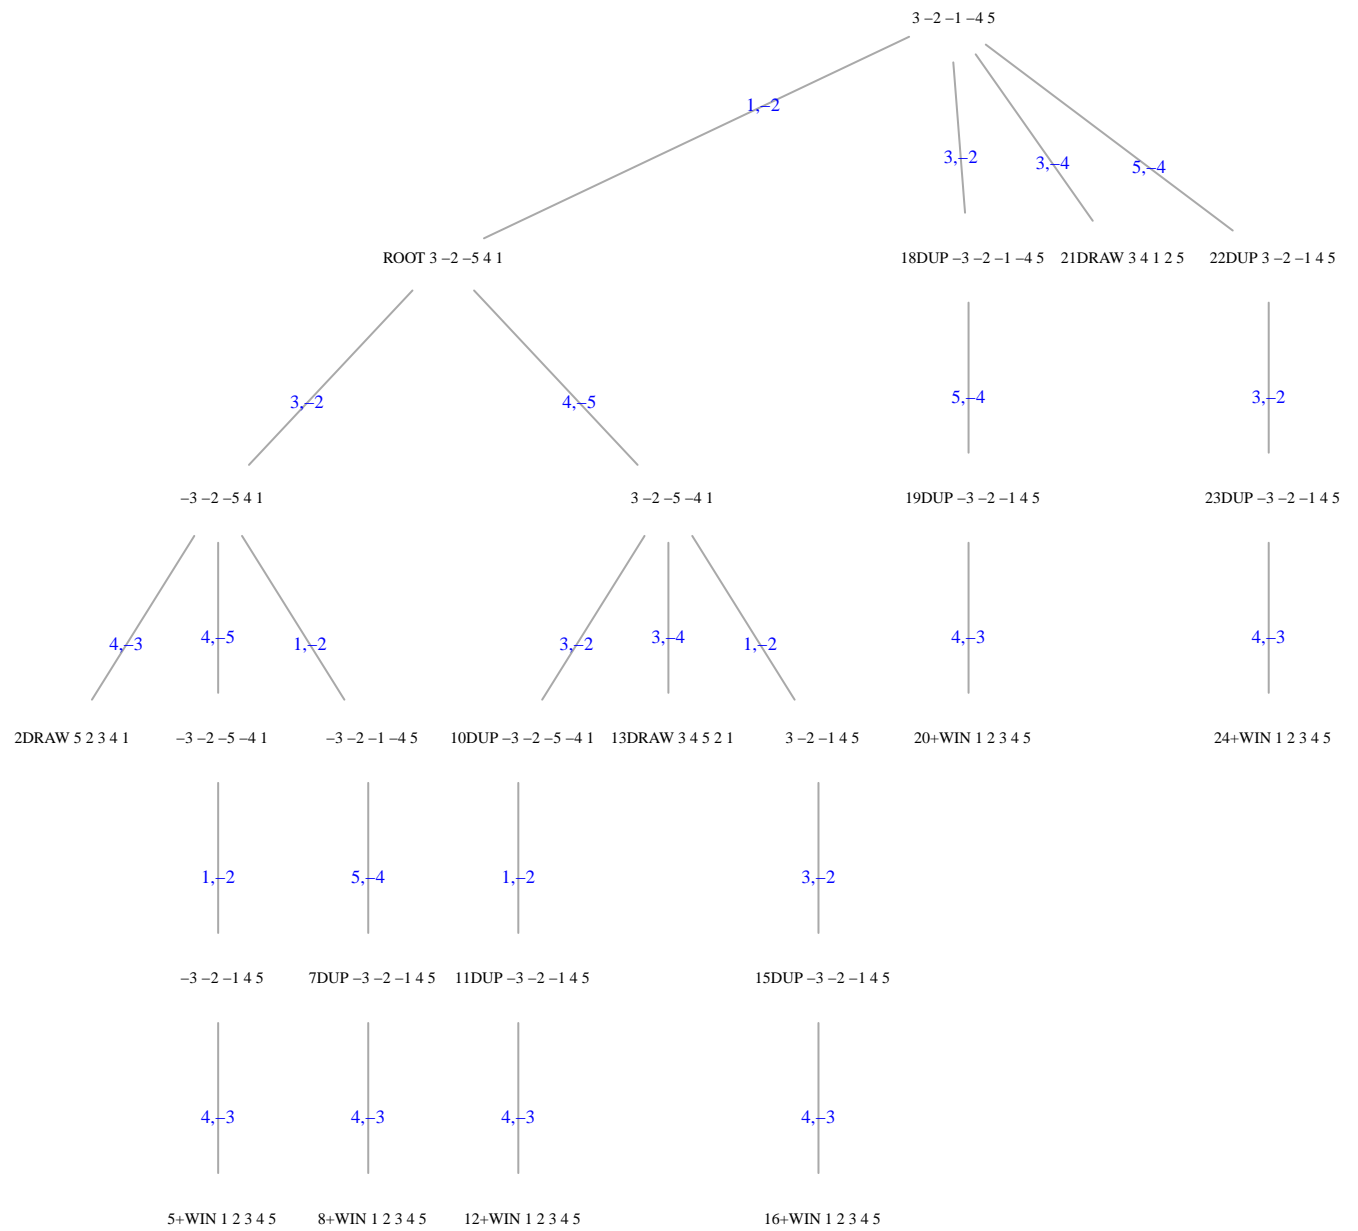 3 –2 –1 –4 5
1,–2
3,–2
3,–4
5,–4
ROOT 3 –2 –5 4 1
18DUP –3 –2 –1 –4 5
21DRAW 3 4 1 2 5
22DUP 3 –2 –1 4 5
3,–2
4,–5
5,–4
3,–2
–3 –2 –5 4 1
3 –2 –5 –4 1
19DUP –3 –2 –1 4 5
23DUP –3 –2 –1 4 5
4,–3
4,–5
1,–2
3,–2
3,–4
1,–2
4,–3
4,–3
2DRAW 5 2 3 4 1
–3 –2 –5 –4 1
–3 –2 –1 –4 5
10DUP –3 –2 –5 –4 1
13DRAW 3 4 5 2 1
3 –2 –1 4 5
20+WIN 1 2 3 4 5
24+WIN 1 2 3 4 5
1,–2
5,–4
1,–2
3,–2
–3 –2 –1 4 5
7DUP –3 –2 –1 4 5
11DUP –3 –2 –1 4 5
15DUP –3 –2 –1 4 5
4,–3
4,–3
4,–3
4,–3
5+WIN 1 2 3 4 5
8+WIN 1 2 3 4 5
12+WIN 1 2 3 4 5
16+WIN 1 2 3 4 5